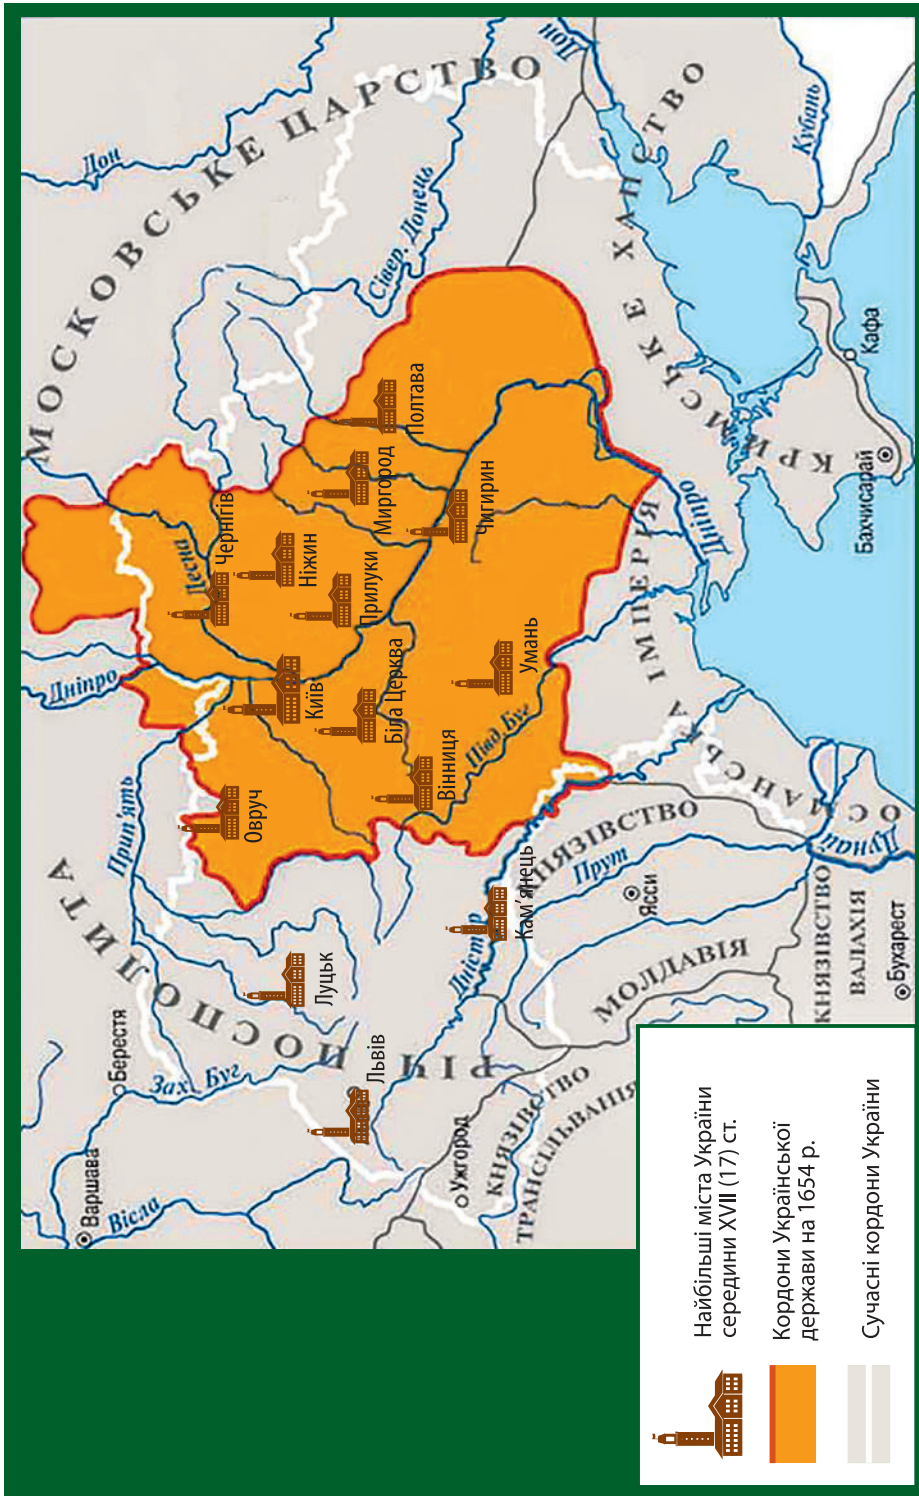 МОСКОВСЬКЕ ЦАРСТВО
РІЧ ПОСПОЛИТА
КРИМСЬКЕ ХАНСТВО
ОСМАНСЬКА ІМПЕРІЯ
КНЯЗІВСТВО
МОЛДАВІЯ
КНЯЗІВСТВО
ВАЛАХІЯ
КНЯЗІВСТВО
ТРАНСІЛЬВАНІЯ
Варшава
Берестя
Львів
Луцьк
Ужгород
Овруч
Київ
Чернігів
Ніжин
Прилуки
Миргород
Полтава
Чигирин
Біла Церква
Умань
Вінниця
Кам'янець
Ясси
Бухарест
Бахчисарай
Кафа
Вісла
Зах. Буг
Прип'ять
Дніпро
Десна
Дон
Сівер. Донець
Дон
Кубань
Дніпро
Півд Буг
Дністр
Прут
Дунай
Найбільші міста України
середини XVII (17) ст.
Кордони Української
держави на 1654 р.
Сучасні кордони України